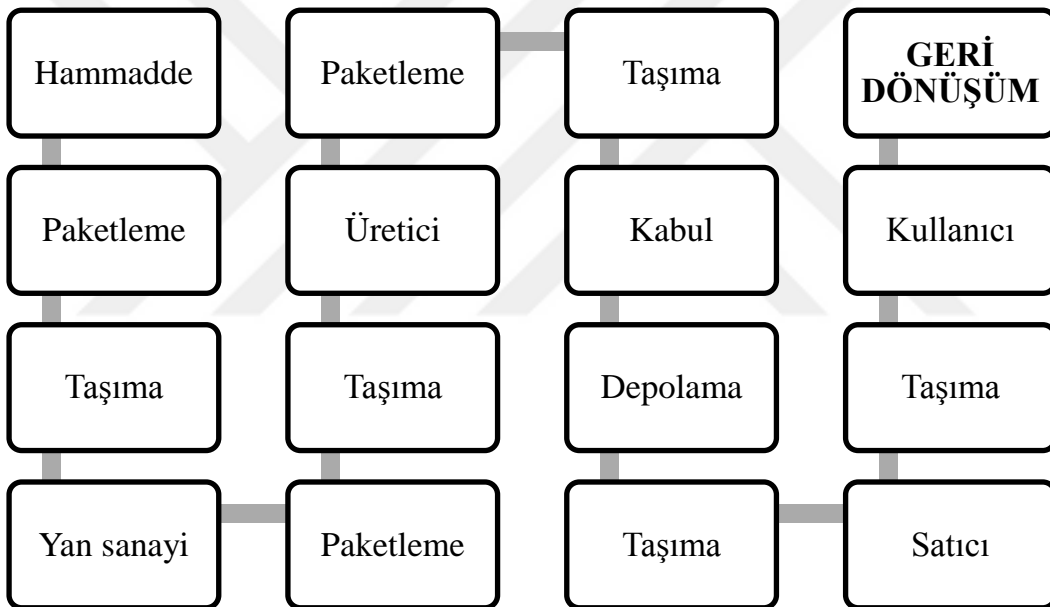 Hammadde
Paketleme
Taşıma
Yan sanayi
Paketleme
Taşıma
Üretici
Paketleme
Taşıma
Kabul
Depolama
Taşıma
Satıcı
Taşıma
Kullanıcı
GERİ
DÖNÜŞÜM